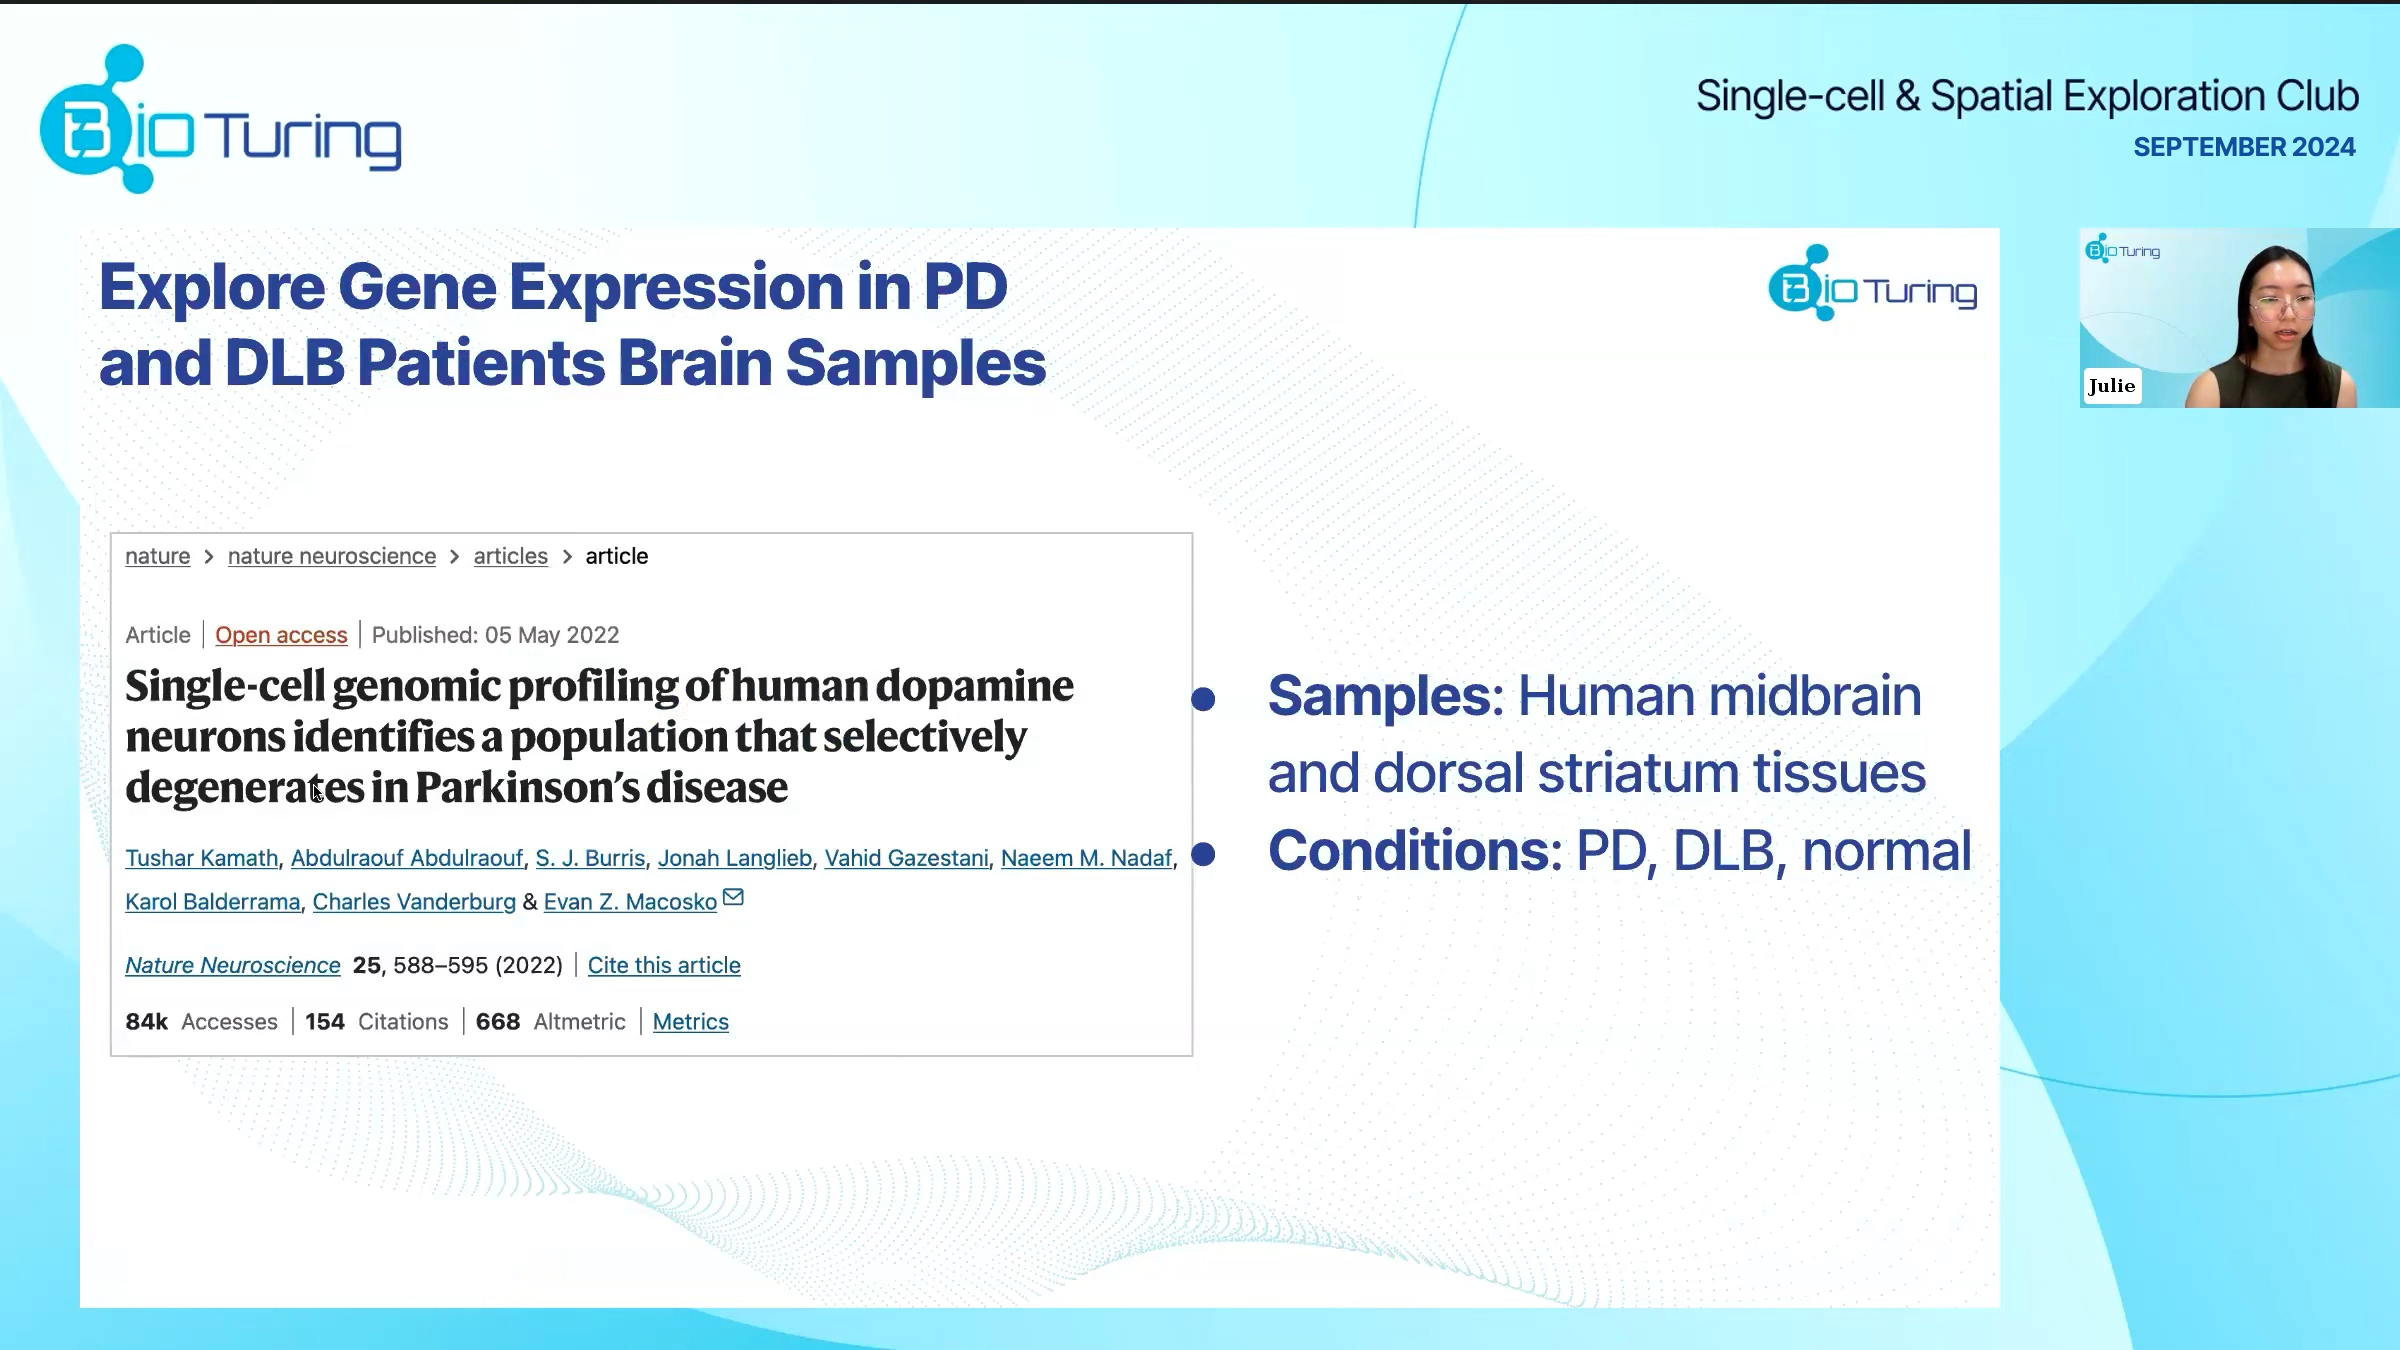 BioTuring
Single-cell & Spatial Exploration Club
SEPTEMBER 2024
Explore Gene Expression in PD
and DLB Patients Brain Samples
BioTuring
BioTuring
Julie
nature > nature neuroscience > articles > article
Article | Open access | Published: 05 May 2022
Single-cell genomic profiling of human dopamine
neurons identifies a population that selectively
degenerates in Parkinson’s disease
Tushar Kamath, Abdulraouf Abdulraouf, S. J. Burris, Jonah Langlieb, Vahid Gazestani, Naeem M. Nadaf,
Karol Balderrama, Charles Vanderburg & Evan Z. Macosko
Nature Neuroscience 25, 588–595 (2022) | Cite this article
84k Accesses | 154 Citations | 668 Altmetric | Metrics
● Samples: Human midbrain
and dorsal striatum tissues
● Conditions: PD, DLB, normal